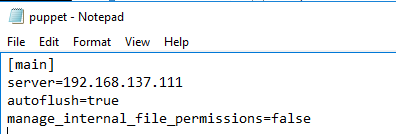 puppet - Notepad
File Edit Format View Help
[main]
server=192.168.137.111
autoflush=true
manage_internal_file_permissions=false